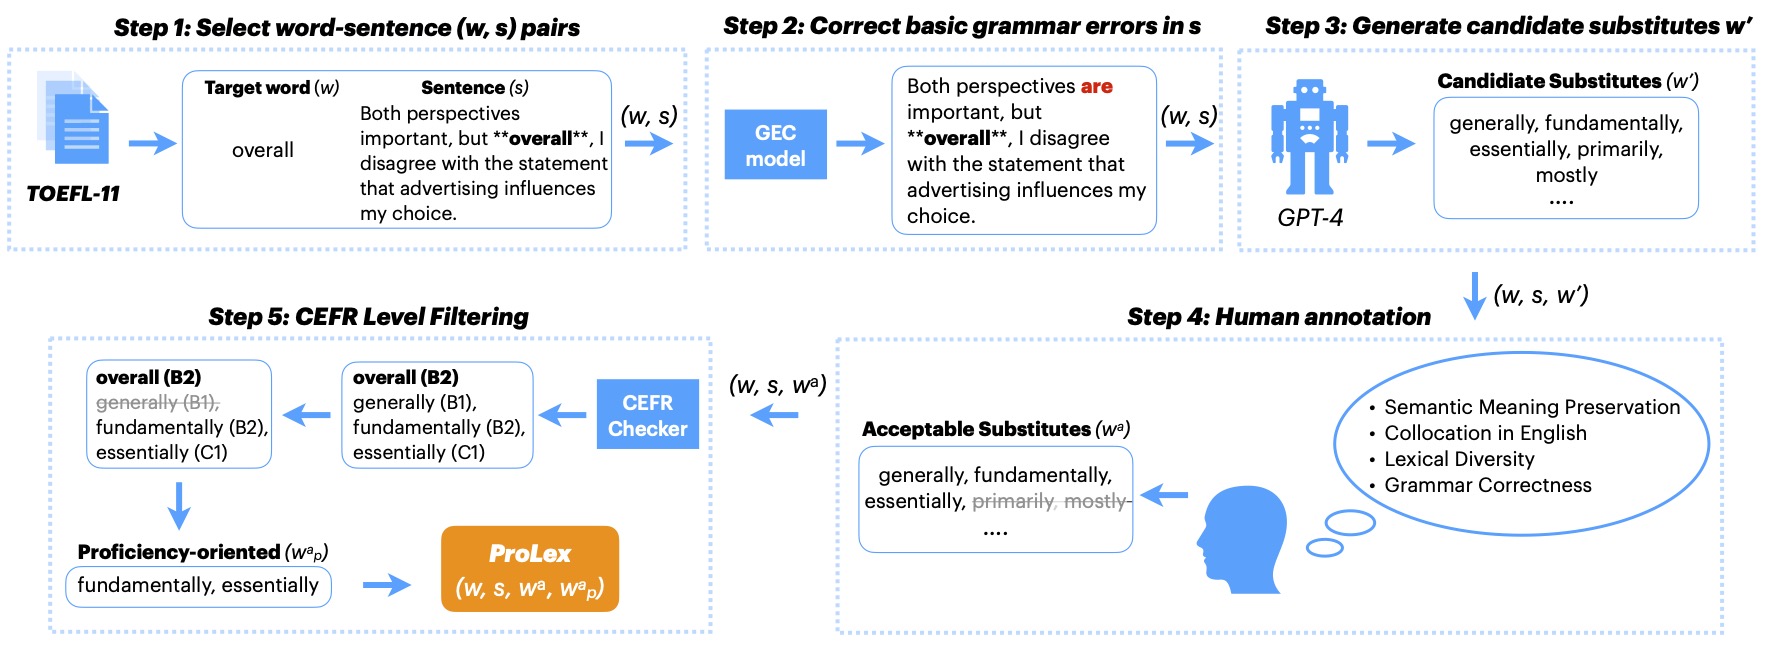 Step 1: Select word-sentence (w, s) pairs
Target word (w)
Sentence (s)
overall
Both perspectives
important, but **overall**, I
disagree with the statement
that advertising influences
my choice.
TOEFL-11
(w, s)
Step 2: Correct basic grammar errors in s
GEC
model
Both perspectives are
important, but
**overall**, I disagree
with the statement that
advertising influences my
choice.
(w, s)
Step 3: Generate candidate substitutes w’
GPT-4
Candidiate Substitutes (w’)
generally, fundamentally,
essentially, primarily,
mostly
....
(w, s, w’)
Step 4: Human annotation
• Semantic Meaning Preservation
• Collocation in English
• Lexical Diversity
• Grammar Correctness
Acceptable Substitutes (wᵃ)
generally, fundamentally,
essentially, primarily, mostly
....
(w, s, wᵃ)
Step 5: CEFR Level Filtering
CEFR
Checker
overall (B2)
generally (B1),
fundamentally (B2),
essentially (C1)
overall (B2)
generally (B1),
fundamentally (B2),
essentially (C1)
Proficiency-oriented (wᵃₚ)
fundamentally, essentially
ProLex
(w, s, wᵃ, wᵃₚ)